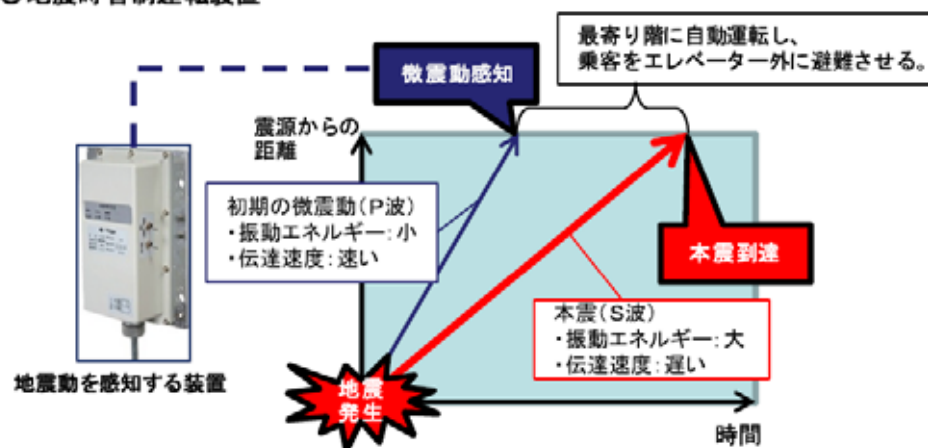 地震時管制運転装置
最寄り階に自動運転し、
乗客をエレベーター外に避難させる。
微震動感知
震源からの
距離
初期の微震動(P波)
・振動エネルギー:小
・伝達速度:速い
本震到達
本震(S波)
・振動エネルギー:大
・伝達速度:遅い
地震動を感知する装置
地震
発生
時間